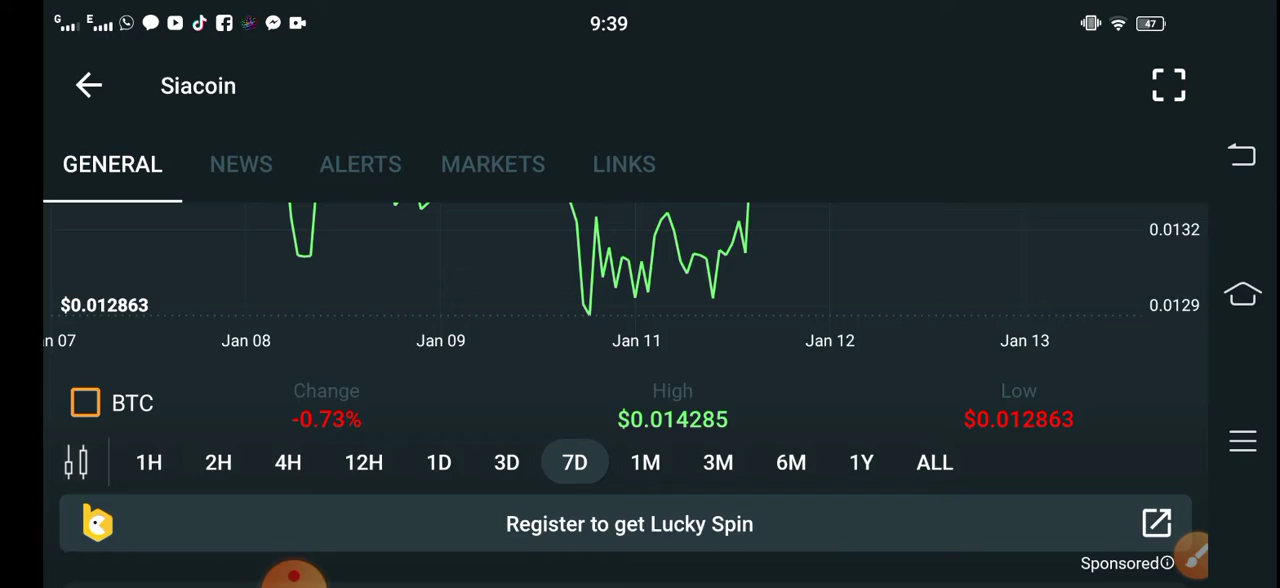 G E 9:39 47
Siacoin
GENERAL NEWS ALERTS MARKETS LINKS
0.0132
$0.012863 0.0129
n 07 Jan 08 Jan 09 Jan 11 Jan 12 Jan 13
BTC Change High Low
-0.73% $0.014285 $0.012863
1H 2H 4H 12H 1D 3D 7D 1M 3M 6M 1Y ALL
Register to get Lucky Spin
Sponsored